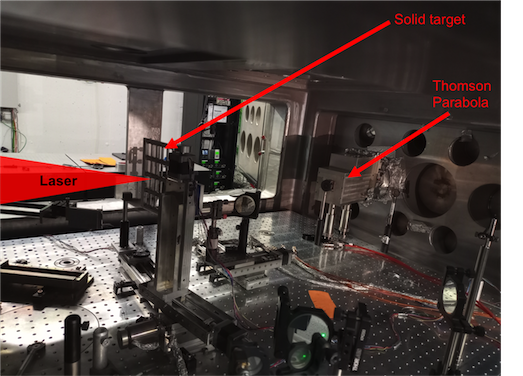 Solid target
Thomson
Parabola
Laser